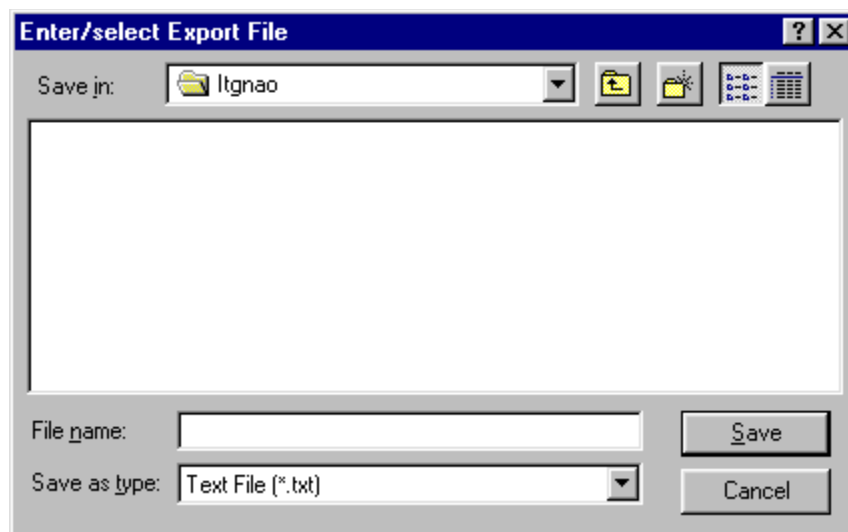 Enter/select Export File
Save in: ltgnao
File name: Save
Save as type: Text File (*.txt) Cancel